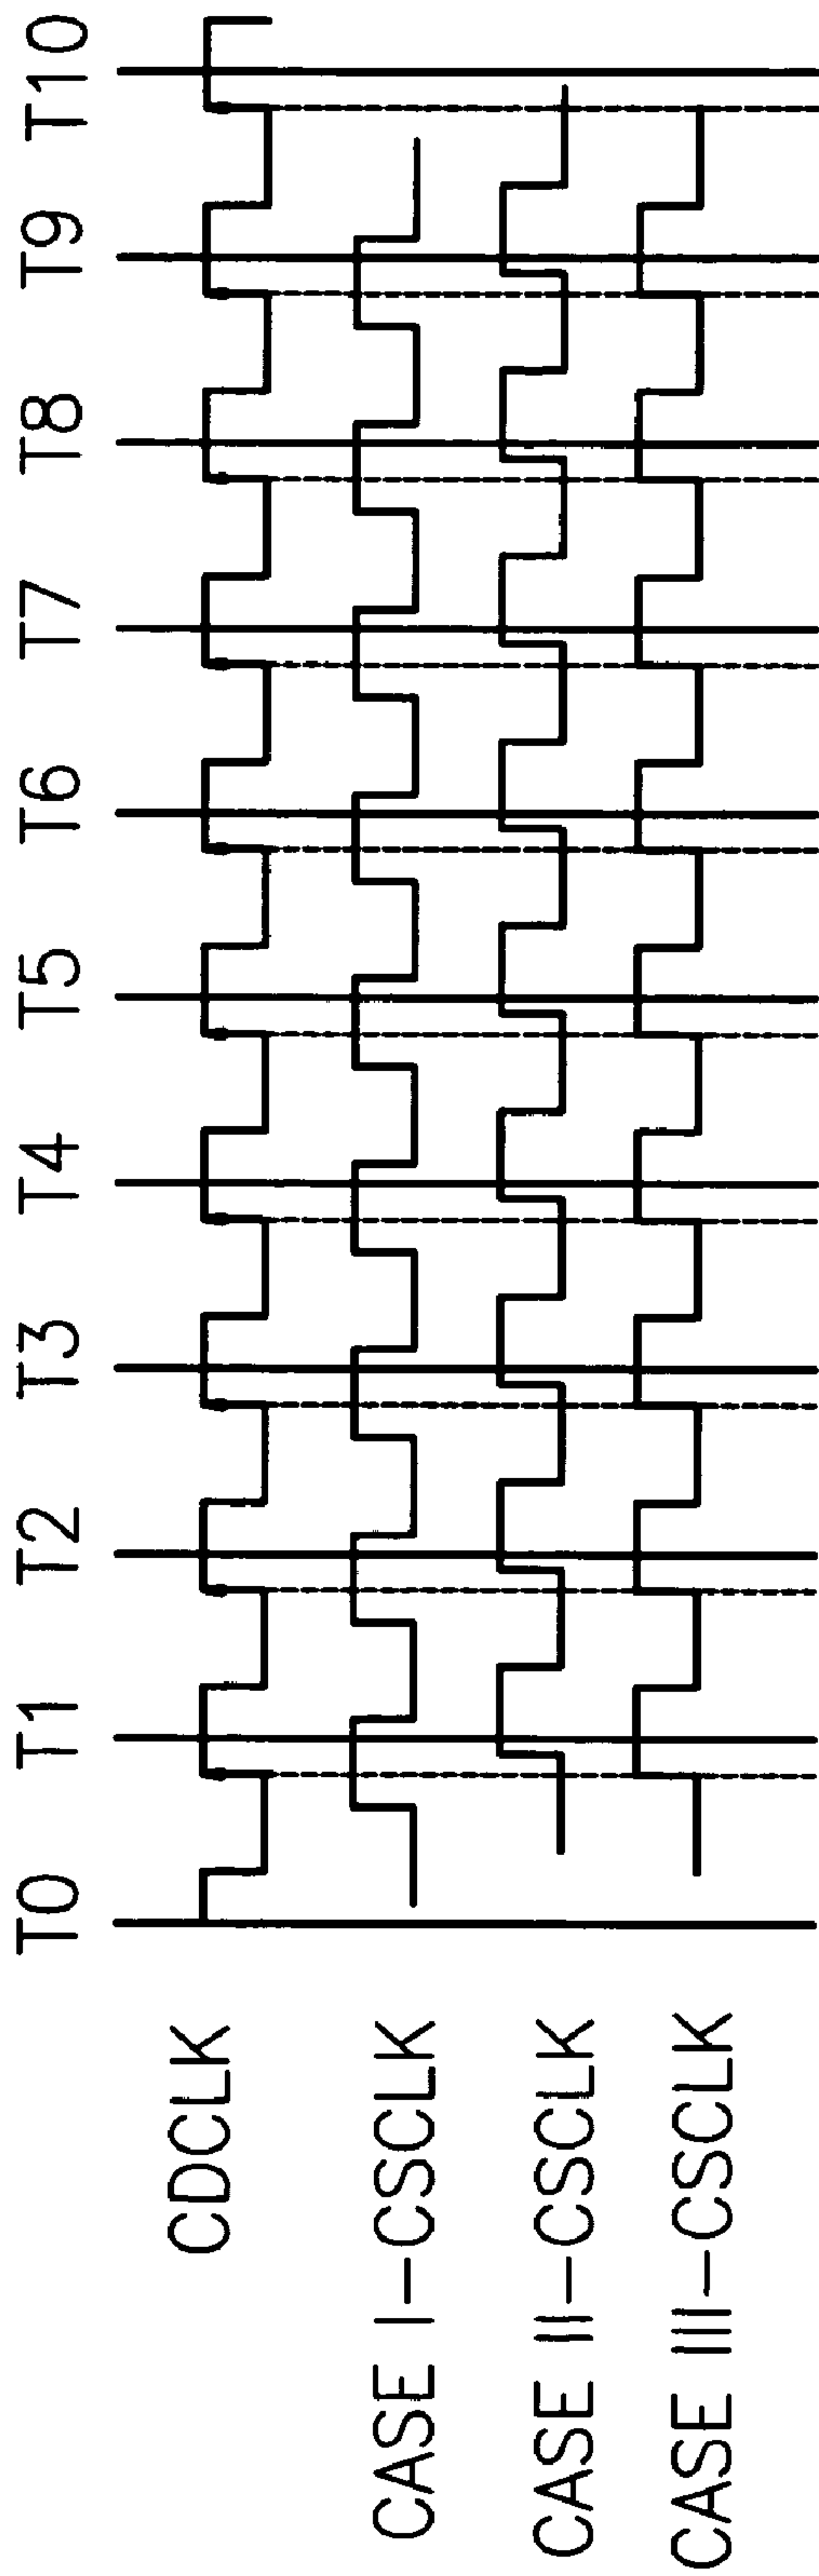 T0 T1 T2 T3 T4 T5 T6 T7 T8 T9 T10
CDCLK
CASE I-CSCLK
CASE II-CSCLK
CASE III-CSCLK